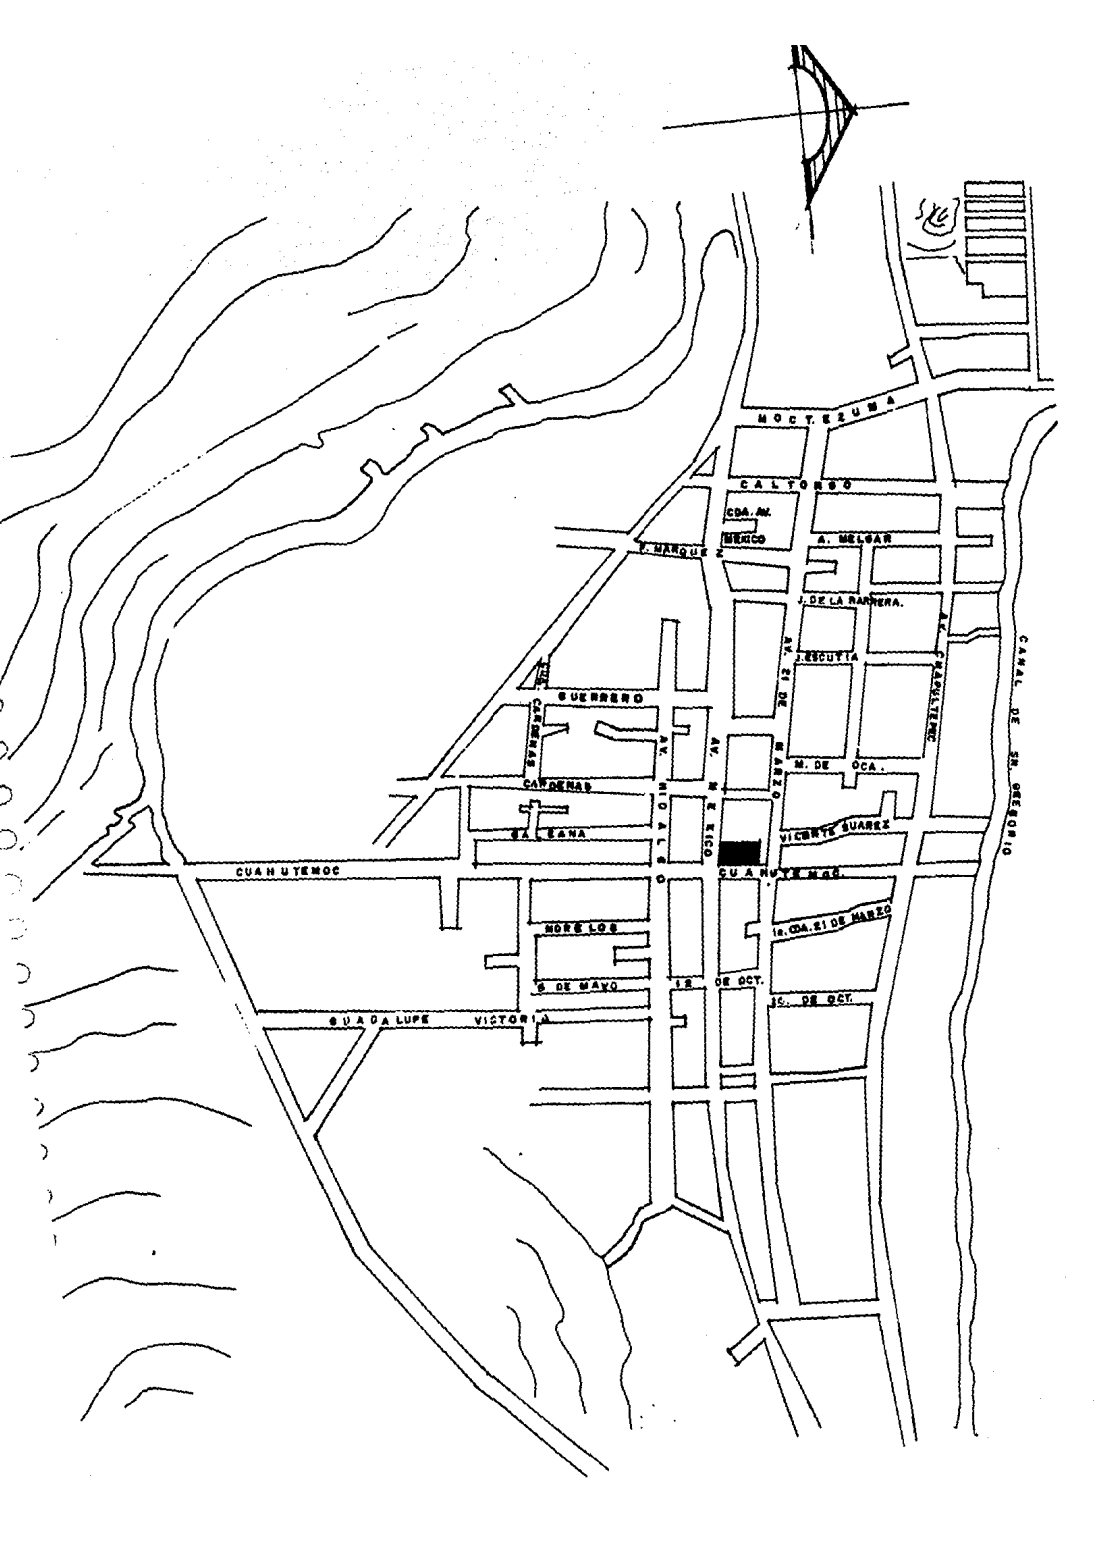 MOCTEZUMA
CALTONGO
CDA. AV.
MEXICO
A. MELGAR
F. MARQUEZ
J. DE LA BARRERA.
AV.
CHAPULTEPEC
AV. 21 DE
MARZO
J. ESCUTIA
CANAL DE SN. GREGORIO
CDA. CARDENAS
GUERRERO
AV. HIDALGO
AV. MEXICO
M. DE OCA.
CARDENAS
GALEANA
VICENTE SUAREZ
CUAHUTEMOC
CUAHUTEMOC.
1a. CDA. 21 DE MARZO
MORELOS
5 DE MAYO
12 DE OCT.
DE OCT.
GUADALUPE VICTORIA